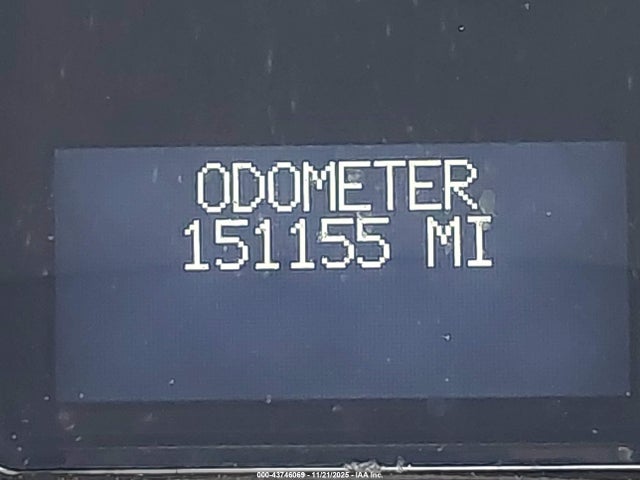 ODOMETER
151155 MI
000-43746069 - 11/21/2025 - IAA Inc.